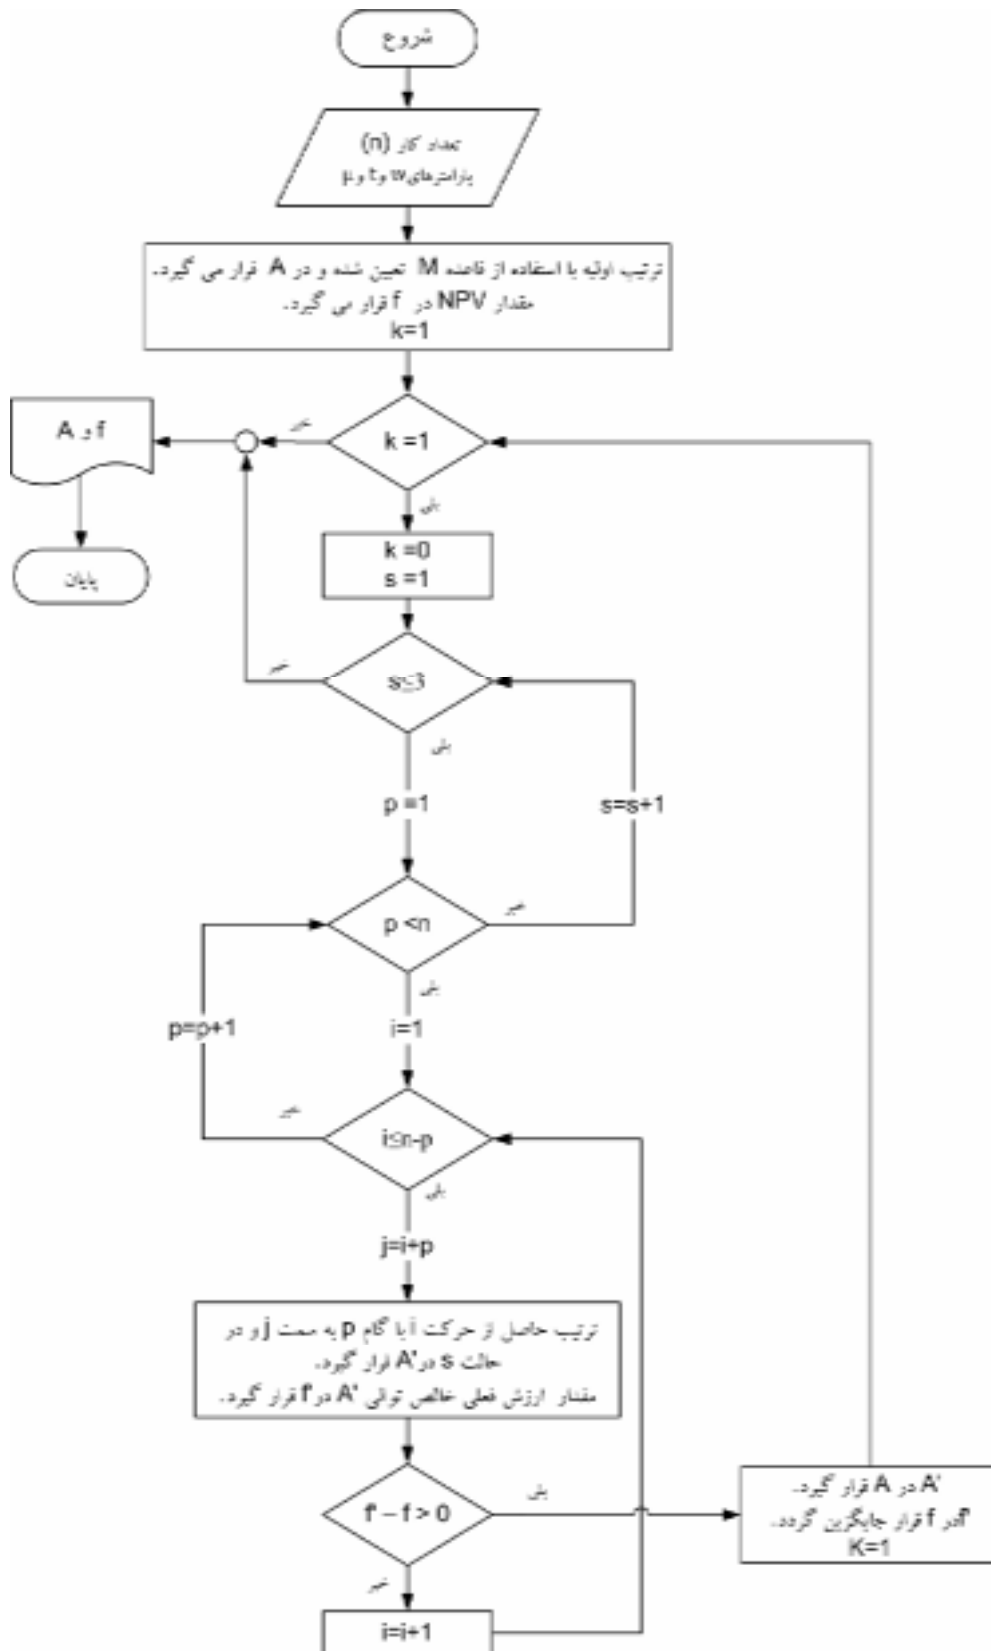 شروع
تعداد کار (n)
پارامترهای w و t و μ
ترتیب اولیه با استفاده از قاعده M تعیین شده و در A قرار می گیرد.
مقدار NPV در f قرار می گیرد.
k=1
k =1
خیر
A و f
پایان
بلی
k =0
s =1
s≤3
خیر
بلی
p =1
s=s+1
p <n
خیر
بلی
p=p+1
i=1
i≤n-p
خیر
بلی
j=i+p
ترتیب حاصل از حرکت i با گام p به سمت j و در
حالت s در A' قرار گیرد.
مقدار ارزش فعلی خالص توالی A' در f' قرار گیرد.
f' – f > 0
بلی
A' در A قرار گیرد.
f' در f قرار جایگزین گردد.
K=1
خیر
i=i+1